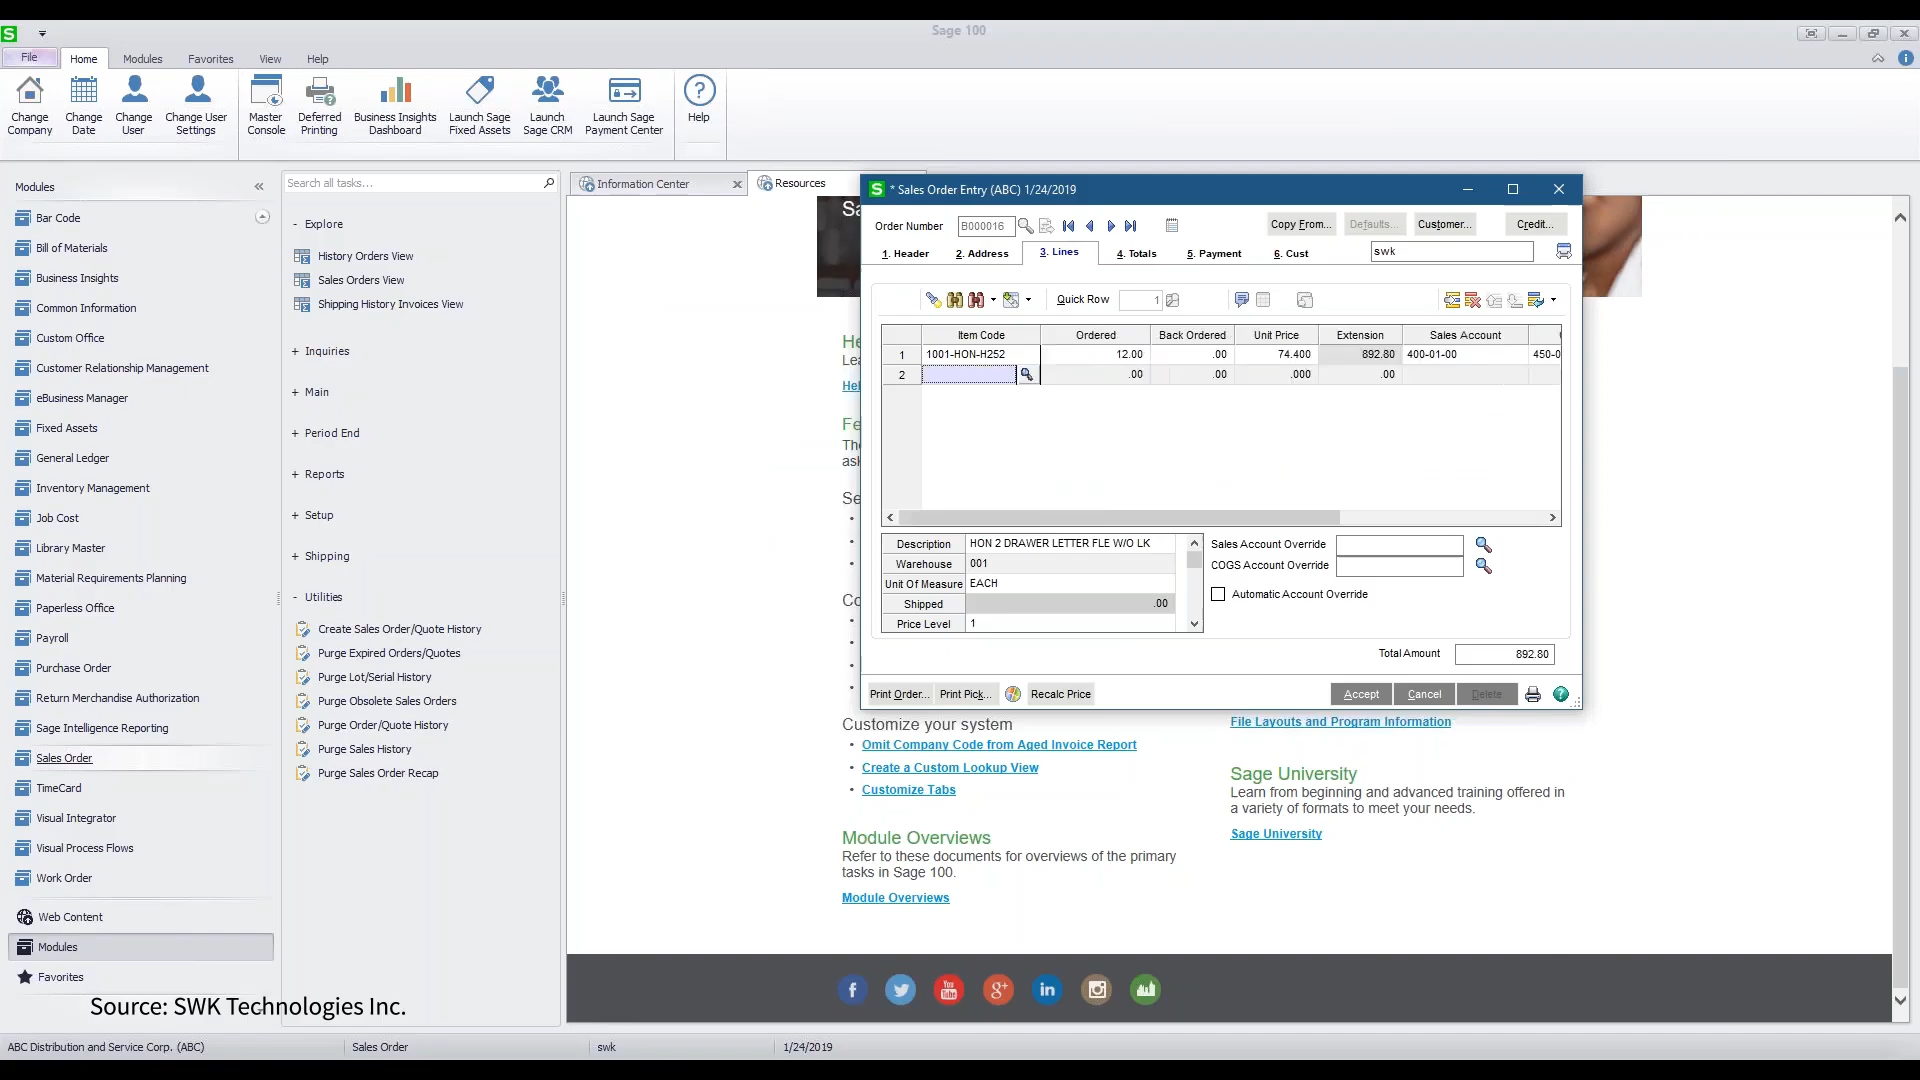 Sage 100
File
Home
Modules
Favorites
View
Help
Change Company
Change Date
Change User
Change User Settings
Master Console
Deferred Printing
Business Insights Dashboard
Launch Sage Fixed Assets
Launch Sage CRM
Launch Sage Payment Center
Help
Modules
Bar Code
Bill of Materials
Business Insights
Common Information
Custom Office
Customer Relationship Management
eBusiness Manager
Fixed Assets
General Ledger
Inventory Management
Job Cost
Library Master
Material Requirements Planning
Paperless Office
Payroll
Purchase Order
Return Merchandise Authorization
Sage Intelligence Reporting
Sales Order
TimeCard
Visual Integrator
Visual Process Flows
Work Order
Web Content
Modules
Favorites
Source: SWK Technologies Inc.
Search all tasks...
- Explore
History Orders View
Sales Orders View
Shipping History Invoices View
+ Inquiries
+ Main
+ Period End
+ Reports
+ Setup
+ Shipping
- Utilities
Create Sales Order/Quote History
Purge Expired Orders/Quotes
Purge Lot/Serial History
Purge Obsolete Sales Orders
Purge Order/Quote History
Purge Sales History
Purge Sales Order Recap
Information Center
Resources
S * Sales Order Entry (ABC) 1/24/2019
Order Number B000016
Copy From... Defaults... Customer... Credit...
1. Header 2. Address 3. Lines 4. Totals 5. Payment 6. Cust swk
Quick Row 1
Item Code Ordered Back Ordered Unit Price Extension Sales Account
1 1001-HON-H252 12.00 .00 74.400 892.80 400-01-00 450-0
2 .00 .00 .000 .00
Description HON 2 DRAWER LETTER FLE W/O LK
Warehouse 001
Unit Of Measure EACH
Shipped .00
Price Level 1
Sales Account Override
COGS Account Override
Automatic Account Override
Total Amount 892.80
Print Order... Print Pick... Recalc Price Accept Cancel Delete
Customize your system
• Omit Company Code from Aged Invoice Report
• Create a Custom Lookup View
• Customize Tabs
Module Overviews
Refer to these documents for overviews of the primary
tasks in Sage 100.
Module Overviews
File Layouts and Program Information
Sage University
Learn from beginning and advanced training offered in
a variety of formats to meet your needs.
Sage University
ABC Distribution and Service Corp. (ABC) Sales Order swk 1/24/2019